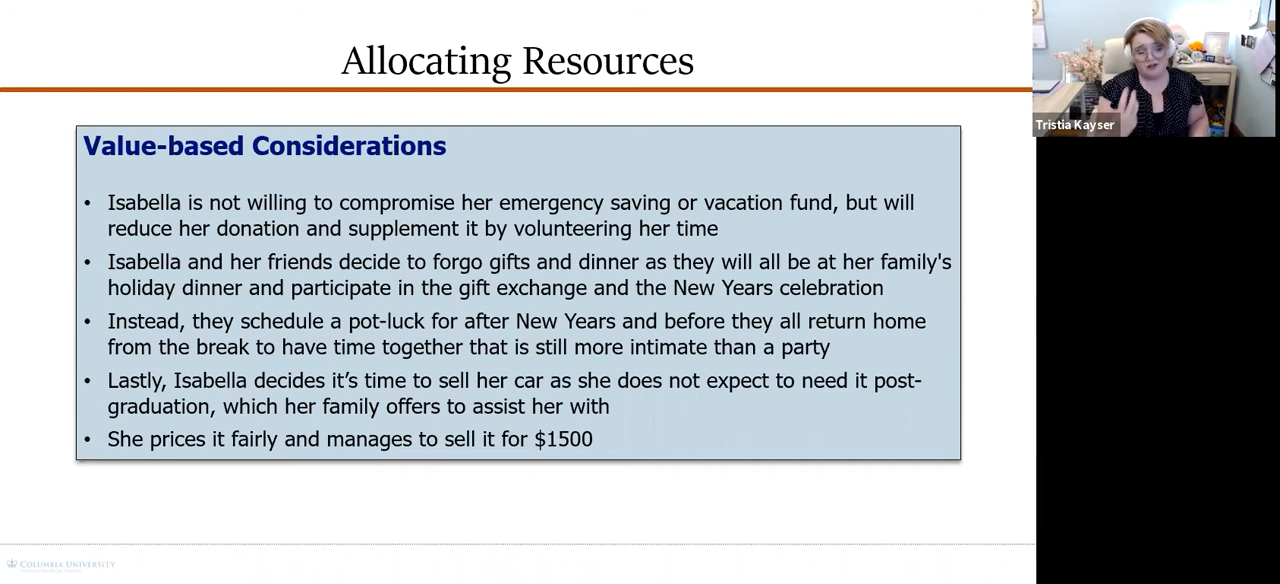 Allocating Resources
Tristia Kayser
Value-based Considerations
• Isabella is not willing to compromise her emergency saving or vacation fund, but will
reduce her donation and supplement it by volunteering her time
• Isabella and her friends decide to forgo gifts and dinner as they will all be at her family's
holiday dinner and participate in the gift exchange and the New Years celebration
• Instead, they schedule a pot-luck for after New Years and before they all return home
from the break to have time together that is still more intimate than a party
• Lastly, Isabella decides it’s time to sell her car as she does not expect to need it post-
graduation, which her family offers to assist her with
• She prices it fairly and manages to sell it for $1500
COLUMBIA UNIVERSITY